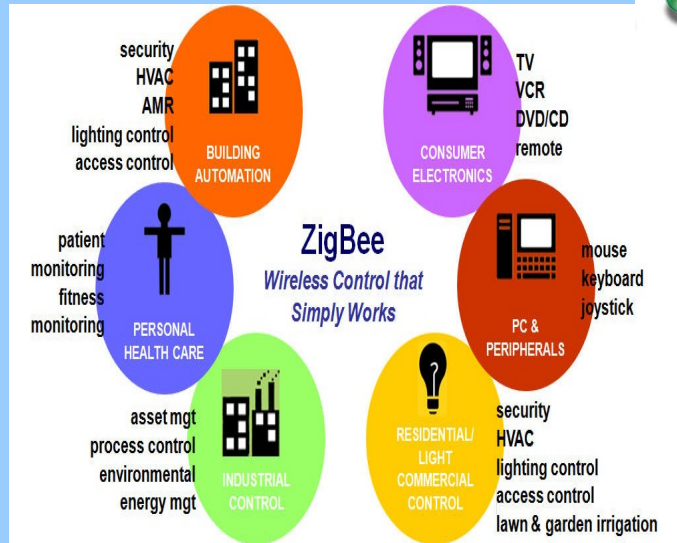 security
HVAC
AMR
lighting control
access control
BUILDING
AUTOMATION
TV
VCR
DVD/CD
remote
CONSUMER
ELECTRONICS
patient
monitoring
fitness
monitoring
PERSONAL
HEALTH CARE
ZigBee
Wireless Control that
Simply Works
mouse
keyboard
joystick
PC &
PERIPHERALS
asset mgt
process control
environmental
energy mgt
INDUSTRIAL
CONTROL
?
RESIDENTIAL/
LIGHT
COMMERCIAL
CONTROL
security
HVAC
lighting control
access control
lawn & garden irrigation